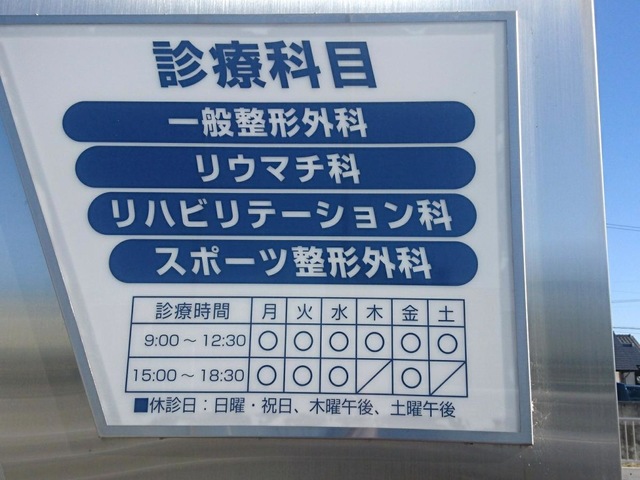 診療科目
一般整形外科
リウマチ科
リハビリテーション科
スポーツ整形外科
診療時間 月 火 水 木 金 土
9:00～12:30 ○ ○ ○ ○ ○ ○
15:00～18:30 ○ ○ ○ ／ ○ ／
■休診日：日曜・祝日、木曜午後、土曜午後